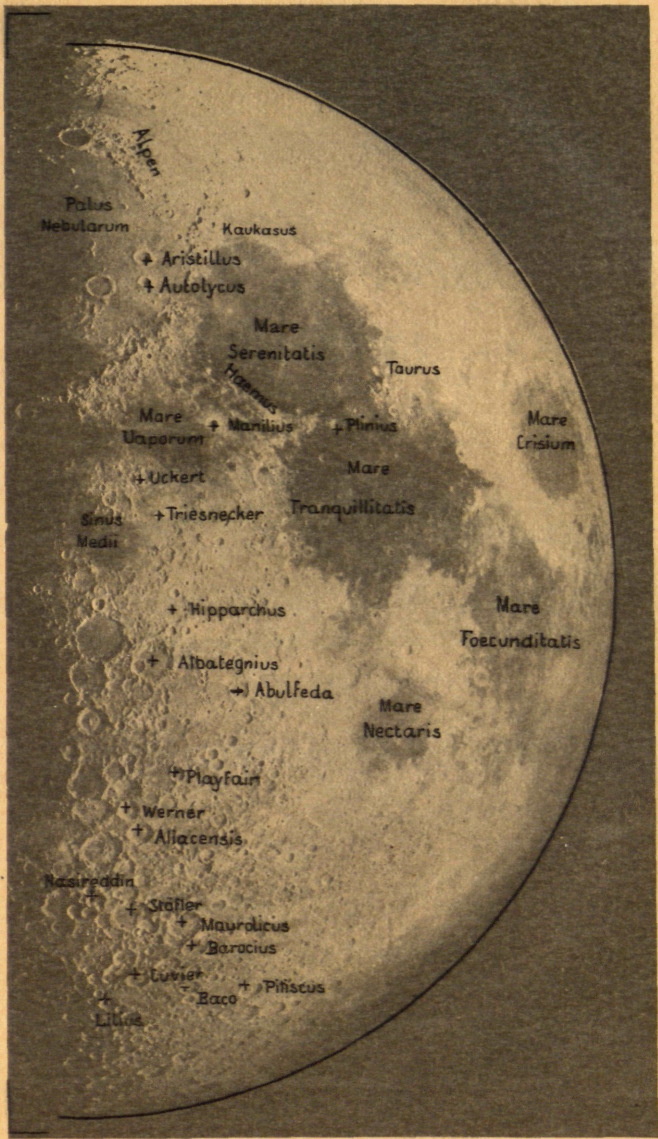 Alpen
Palus
Nebularum
Kaukasus
Aristillus
Autolycus
Mare
Serenitatis
Haemus
Taurus
Mare
Vaporum
Manilius
Plinius
Mare
Crisium
Uckert
Mare
Tranquillitatis
Sinus
Medii
Triesnecker
Hipparchus
Mare
Foecunditatis
Albategnius
Abulfeda
Mare
Nectaris
Playfair
Werner
Aliacensis
Nasireddin
Stöfler
Maurolicus
Barocius
Cuvier
Baco
Pitiscus
Lilius